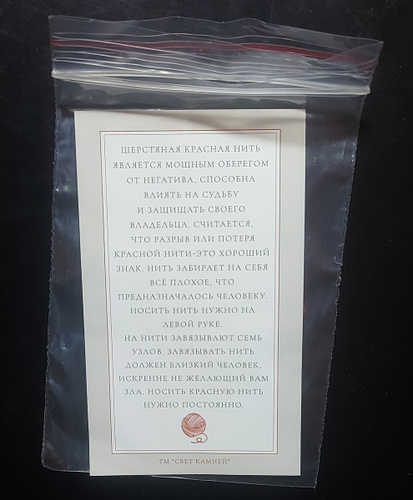 ШЕРСТЯНАЯ КРАСНАЯ НИТЬ
ЯВЛЯЕТСЯ МОЩНЫМ ОБЕРЕГОМ
ОТ НЕГАТИВА, СПОСОБНА
ВЛИЯТЬ НА СУДЬБУ
И ЗАЩИЩАТЬ СВОЕГО
ВЛАДЕЛЬЦА. СЧИТАЕТСЯ,
ЧТО РАЗРЫВ ИЛИ ПОТЕРЯ
КРАСНОЙ НИТИ-ЭТО ХОРОШИЙ
ЗНАК. НИТЬ ЗАБИРАЕТ НА СЕБЯ
ВСЁ ПЛОХОЕ, ЧТО
ПРЕДНАЗНАЧАЛОСЬ ЧЕЛОВЕКУ.
НОСИТЬ НИТЬ НУЖНО НА
ЛЕВОЙ РУКЕ.
НА НИТИ ЗАВЯЗЫВАЮТ СЕМЬ
УЗЛОВ. ЗАВЯЗЫВАТЬ НИТЬ
ДОЛЖЕН БЛИЗКИЙ ЧЕЛОВЕК,
ИСКРЕННЕ НЕ ЖЕЛАЮЩИЙ ВАМ
ЗЛА. НОСИТЬ КРАСНУЮ НИТЬ
НУЖНО ПОСТОЯННО.
ТМ "СВЕТ КАМНЕЙ"